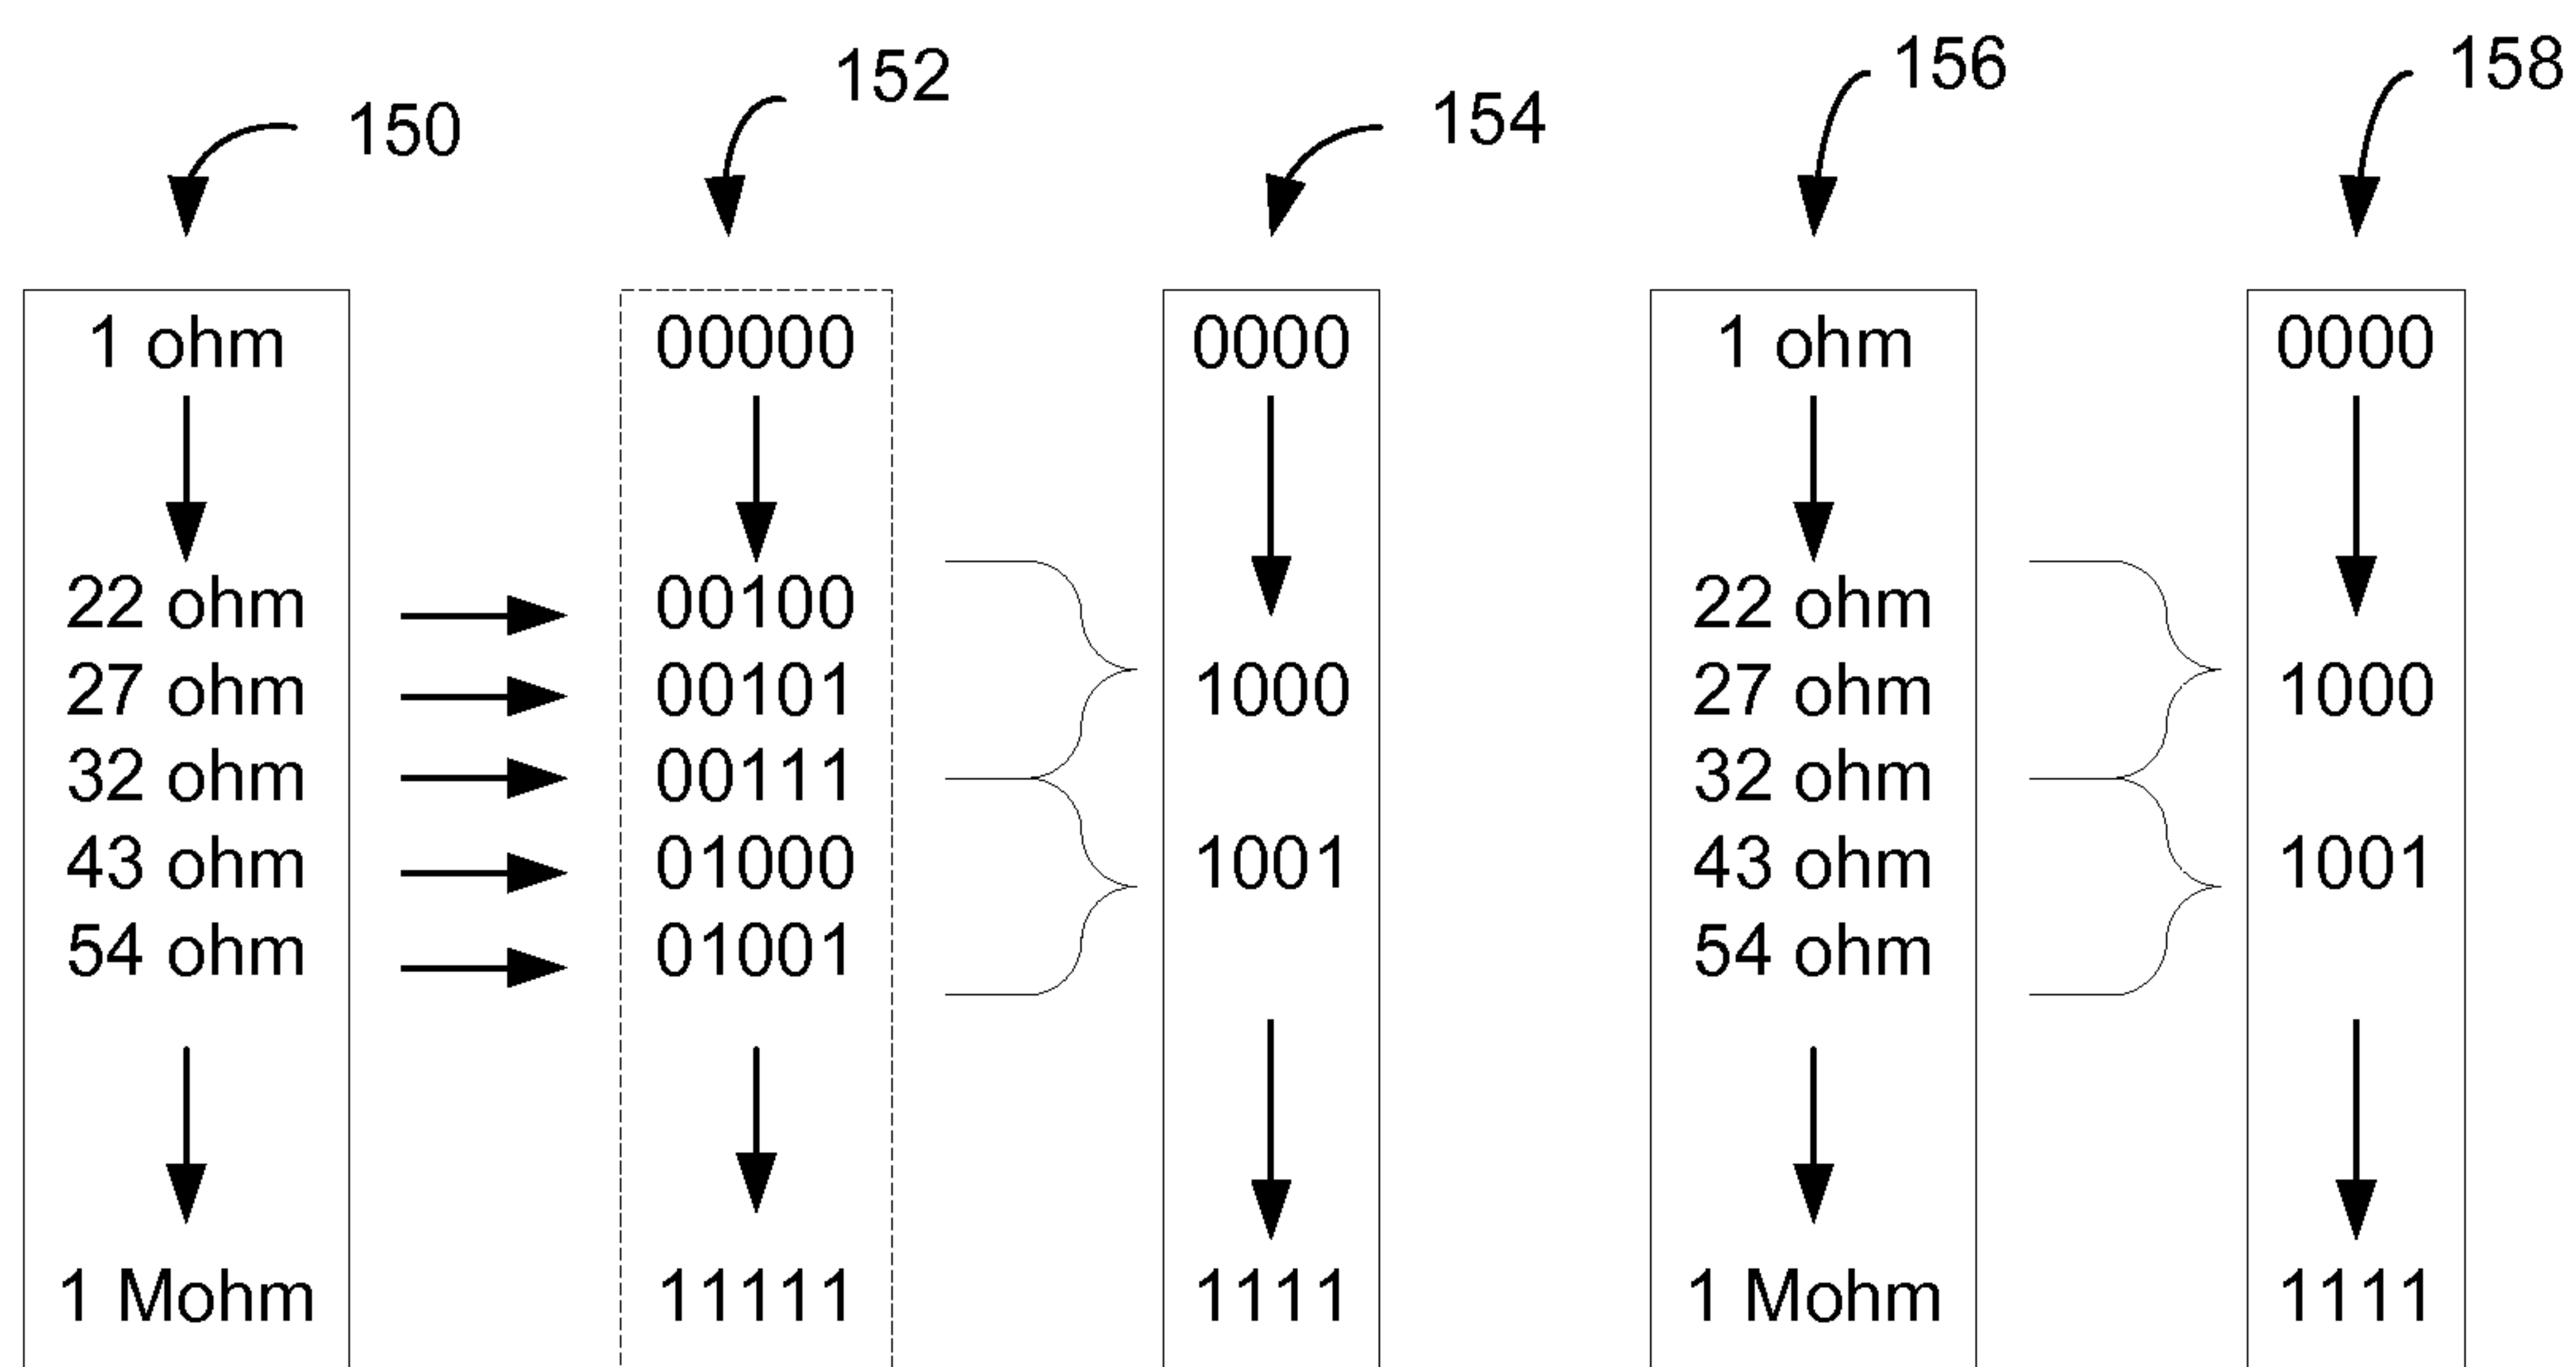 150
152
154
156
158
1 ohm
22 ohm
27 ohm
32 ohm
43 ohm
54 ohm
1 Mohm
00000
00100
00101
00111
01000
01001
11111
0000
1000
1001
1111
1 ohm
22 ohm
27 ohm
32 ohm
43 ohm
54 ohm
1 Mohm
0000
1000
1001
1111